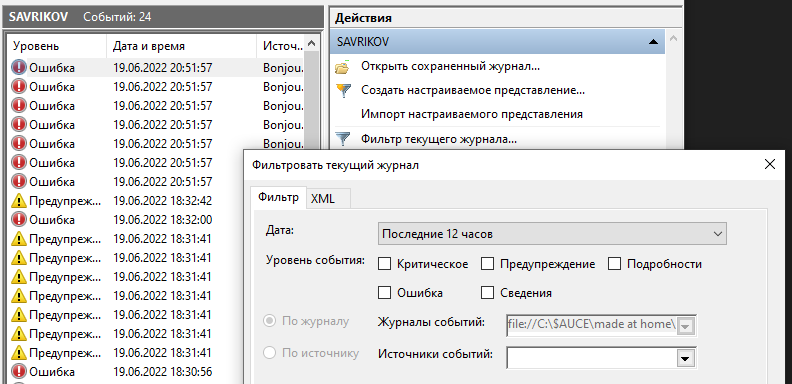 SAVRIKOV Событий: 24
Уровень Дата и время Источ...
Ошибка 19.06.2022 20:51:57 Bonjou...
Ошибка 19.06.2022 20:51:57 Bonjou...
Ошибка 19.06.2022 20:51:57 Bonjou...
Ошибка 19.06.2022 20:51:57 Bonjou...
Ошибка 19.06.2022 20:51:57 Bonjou...
Ошибка 19.06.2022 20:51:57
Ошибка 19.06.2022 20:51:57
Предупреж... 19.06.2022 18:32:42
Ошибка 19.06.2022 18:32:00
Предупреж... 19.06.2022 18:31:41
Предупреж... 19.06.2022 18:31:41
Предупреж... 19.06.2022 18:31:41
Предупреж... 19.06.2022 18:31:41
Предупреж... 19.06.2022 18:31:41
Предупреж... 19.06.2022 18:31:41
Предупреж... 19.06.2022 18:31:41
Ошибка 19.06.2022 18:30:56
Действия
SAVRIKOV
Открыть сохраненный журнал...
Создать настраиваемое представление...
Импорт настраиваемого представления
Фильтр текущего журнала...
Фильтровать текущий журнал
Фильтр XML
Дата: Последние 12 часов
Уровень события: Критическое Предупреждение Подробности
Ошибка Сведения
По журналу Журналы событий: file://C:\$AUCE\made at home\
По источнику Источники событий: